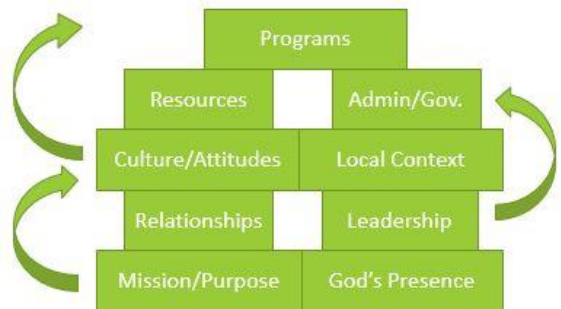 Programs
Resources Admin/Gov.
Culture/Attitudes Local Context
Relationships Leadership
Mission/Purpose God's Presence